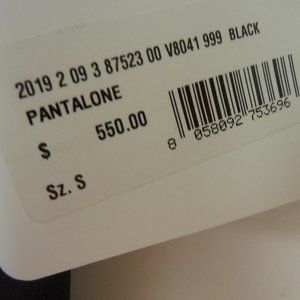 2019 2 09 3 87523 00 V8041 999 BLACK
PANTALONE
$ 550.00
8 058092 753696
Sz. S